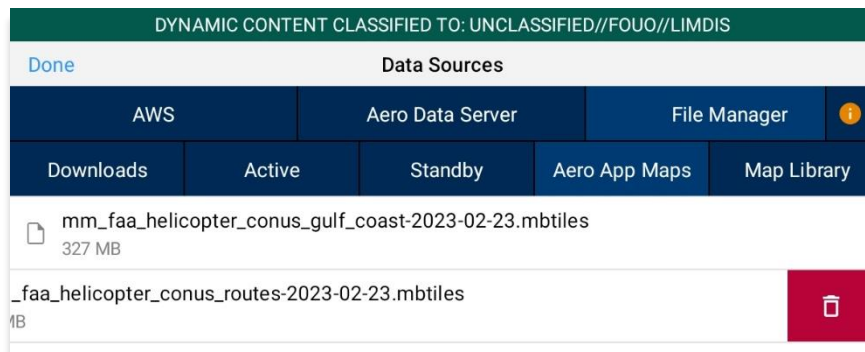 DYNAMIC CONTENT CLASSIFIED TO: UNCLASSIFIED//FOUO//LIMDIS
Done Data Sources
AWS Aero Data Server File Manager
Downloads Active Standby Aero App Maps Map Library
mm_faa_helicopter_conus_gulf_coast-2023-02-23.mbtiles
327 MB
_faa_helicopter_conus_routes-2023-02-23.mbtiles
MB